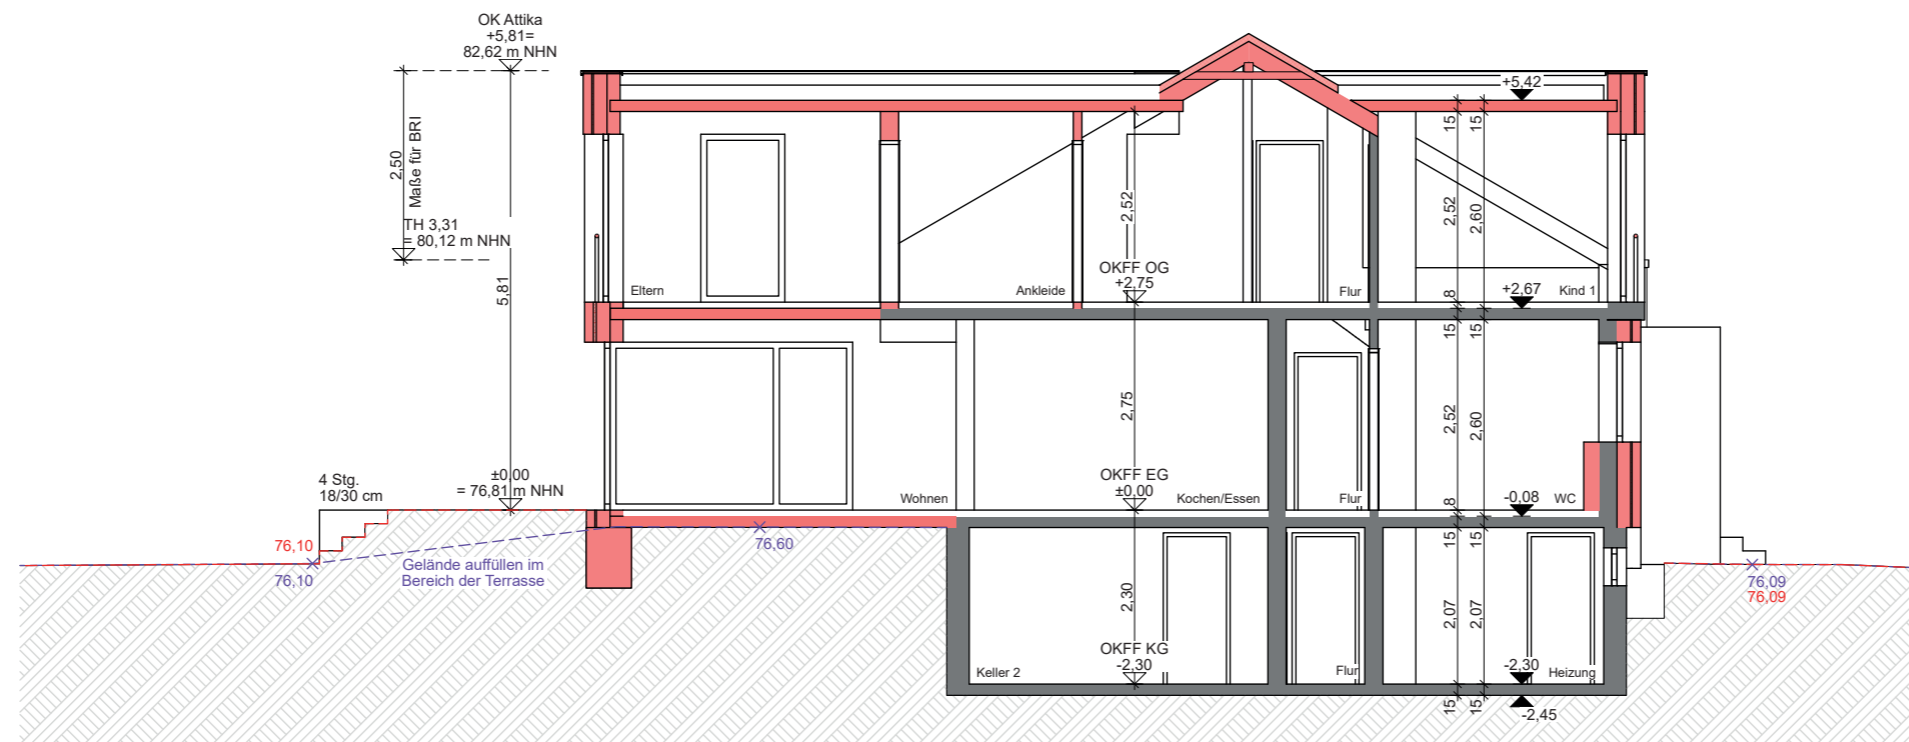 OK Attika
+5,81=
82,62 m NHN
2,50
Maße für BRI
TH 3,31
= 80,12 m NHN
5,81
±0,00
= 76,81 m NHN
4 Stg.
18/30 cm
76,10
76,10
Gelände auffüllen im
Bereich der Terrasse
76,60
Eltern
Ankleide
2,52
OKFF OG
+2,75
Flur
+5,42
15
15
2,52
2,60
+2,67
Kind 1
8
15
15
Wohnen
2,75
OKFF EG
±0,00
Kochen/Essen
Flur
2,52
2,60
-0,08
WC
8
15
15
2,30
OKFF KG
-2,30
Keller 2
Flur
2,07
2,07
-2,30
Heizung
15
15
-2,45
76,09
76,09